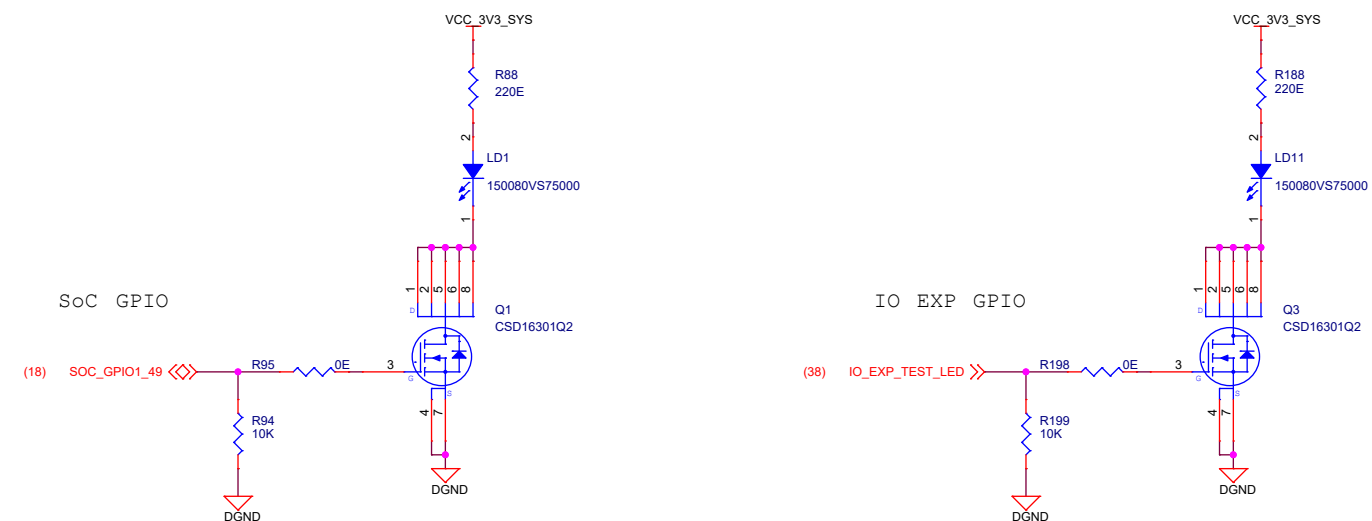 VCC_3V3_SYS
R88
220E
2
LD1
150080VS75000
1
1
2
5
6
8
D
SoC GPIO
Q1
CSD16301Q2
(18)
SOC_GPIO1_49
R95
0E
3
G
S
R94
10K
4
7
DGND
DGND
VCC_3V3_SYS
R188
220E
2
LD11
150080VS75000
1
1
2
5
6
8
D
IO EXP GPIO
Q3
CSD16301Q2
(38)
IO_EXP_TEST_LED
R198
0E
3
G
S
R199
10K
4
7
DGND
DGND